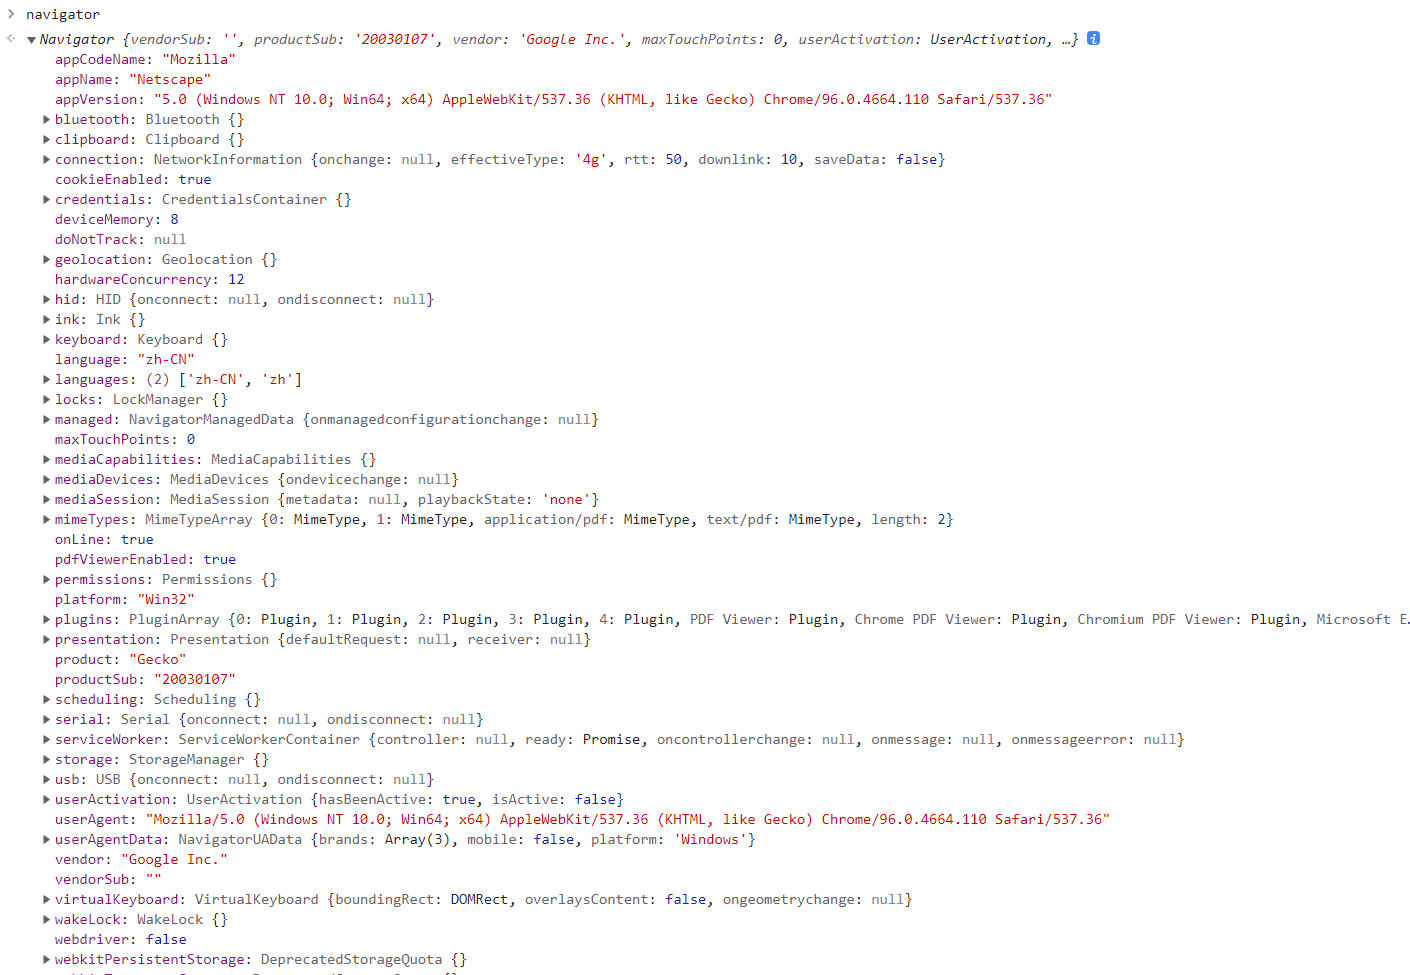 navigator
Navigator {vendorSub: '', productSub: '20030107', vendor: 'Google Inc.', maxTouchPoints: 0, userActivation: UserActivation, …}
appCodeName: "Mozilla"
appName: "Netscape"
appVersion: "5.0 (Windows NT 10.0; Win64; x64) AppleWebKit/537.36 (KHTML, like Gecko) Chrome/96.0.4664.110 Safari/537.36"
bluetooth: Bluetooth {}
clipboard: Clipboard {}
connection: NetworkInformation {onchange: null, effectiveType: '4g', rtt: 50, downlink: 10, saveData: false}
cookieEnabled: true
credentials: CredentialsContainer {}
deviceMemory: 8
doNotTrack: null
geolocation: Geolocation {}
hardwareConcurrency: 12
hid: HID {onconnect: null, ondisconnect: null}
ink: Ink {}
keyboard: Keyboard {}
language: "zh-CN"
languages: (2) ['zh-CN', 'zh']
locks: LockManager {}
managed: NavigatorManagedData {onmanagedconfigurationchange: null}
maxTouchPoints: 0
mediaCapabilities: MediaCapabilities {}
mediaDevices: MediaDevices {ondevicechange: null}
mediaSession: MediaSession {metadata: null, playbackState: 'none'}
mimeTypes: MimeTypeArray {0: MimeType, 1: MimeType, application/pdf: MimeType, text/pdf: MimeType, length: 2}
onLine: true
pdfViewerEnabled: true
permissions: Permissions {}
platform: "Win32"
plugins: PluginArray {0: Plugin, 1: Plugin, 2: Plugin, 3: Plugin, 4: Plugin, PDF Viewer: Plugin, Chrome PDF Viewer: Plugin, Chromium PDF Viewer: Plugin, Microsoft E.
presentation: Presentation {defaultRequest: null, receiver: null}
product: "Gecko"
productSub: "20030107"
scheduling: Scheduling {}
serial: Serial {onconnect: null, ondisconnect: null}
serviceWorker: ServiceWorkerContainer {controller: null, ready: Promise, oncontrollerchange: null, onmessage: null, onmessageerror: null}
storage: StorageManager {}
usb: USB {onconnect: null, ondisconnect: null}
userActivation: UserActivation {hasBeenActive: true, isActive: false}
userAgent: "Mozilla/5.0 (Windows NT 10.0; Win64; x64) AppleWebKit/537.36 (KHTML, like Gecko) Chrome/96.0.4664.110 Safari/537.36"
userAgentData: NavigatorUAData {brands: Array(3), mobile: false, platform: 'Windows'}
vendor: "Google Inc."
vendorSub: ""
virtualKeyboard: VirtualKeyboard {boundingRect: DOMRect, overlaysContent: false, ongeometrychange: null}
wakeLock: WakeLock {}
webdriver: false
webkitPersistentStorage: DeprecatedStorageQuota {}